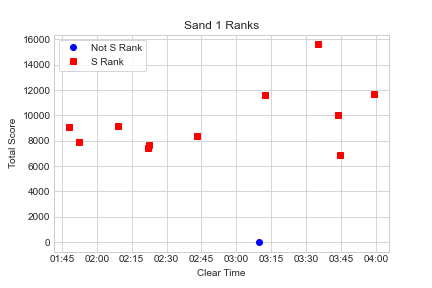 Sand 1 Ranks
Not S Rank
S Rank
16000
14000
12000
10000
8000
6000
4000
2000
0
Total Score
01:45 02:00 02:15 02:30 02:45 03:00 03:15 03:30 03:45 04:00
Clear Time